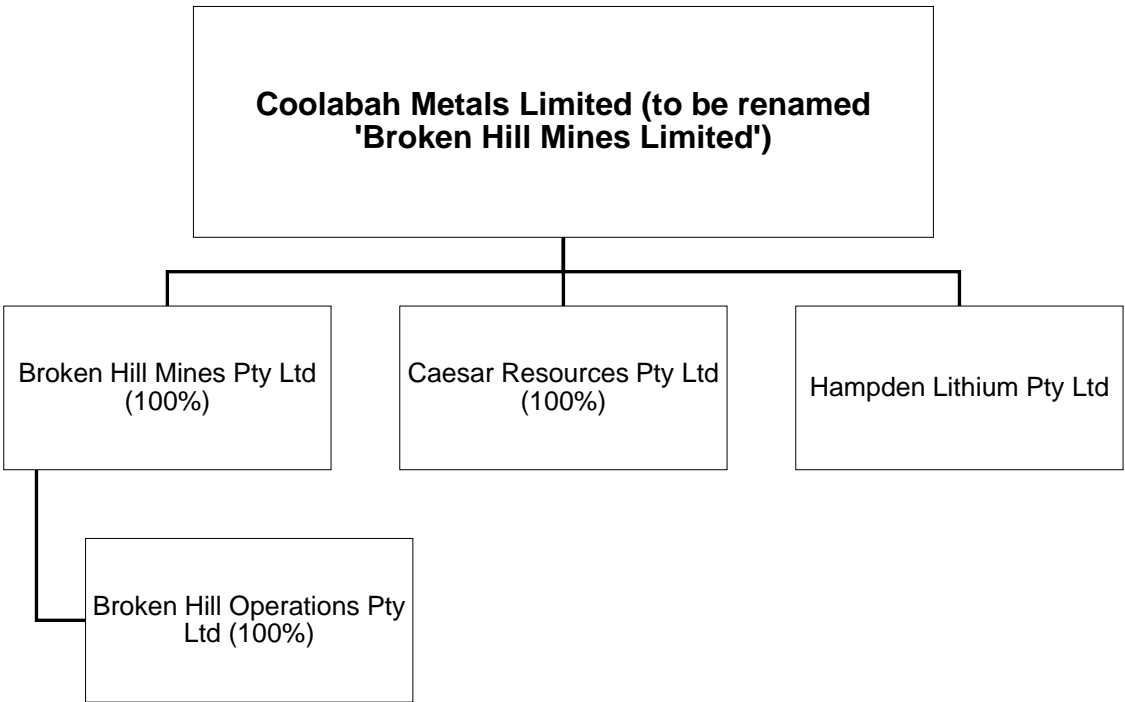 Coolabah Metals Limited (to be renamed
'Broken Hill Mines Limited')
Broken Hill Mines Pty Ltd
(100%)
Caesar Resources Pty Ltd
(100%)
Hampden Lithium Pty Ltd
Broken Hill Operations Pty
Ltd (100%)